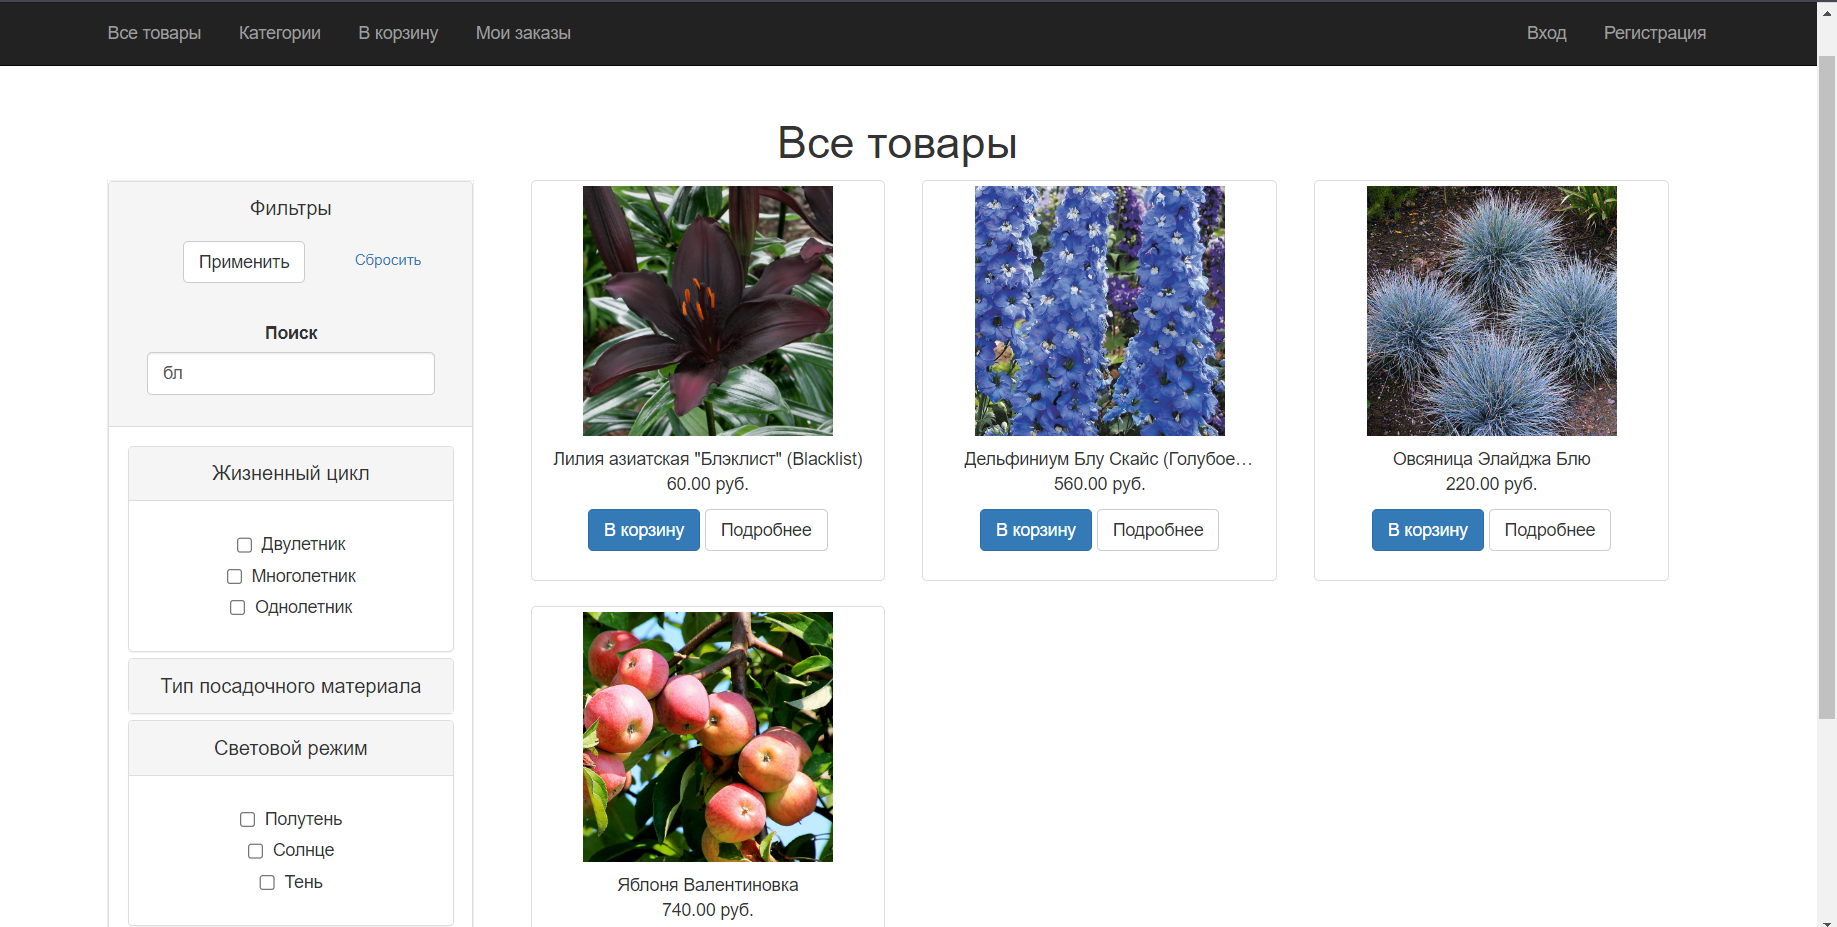 Все товары Категории В корзину Мои заказы Вход Регистрация
Все товары
Фильтры
Применить Сбросить
Поиск
бл
Жизненный цикл
Двулетник
Многолетник
Однолетник
Тип посадочного материала
Световой режим
Полутень
Солнце
Тень
Лилия азиатская "Блэклист" (Blacklist)
60.00 руб.
В корзину Подробнее
Дельфиниум Блу Скайс (Голубое…
560.00 руб.
В корзину Подробнее
Овсяница Элайджа Блю
220.00 руб.
В корзину Подробнее
Яблоня Валентиновка
740.00 руб.